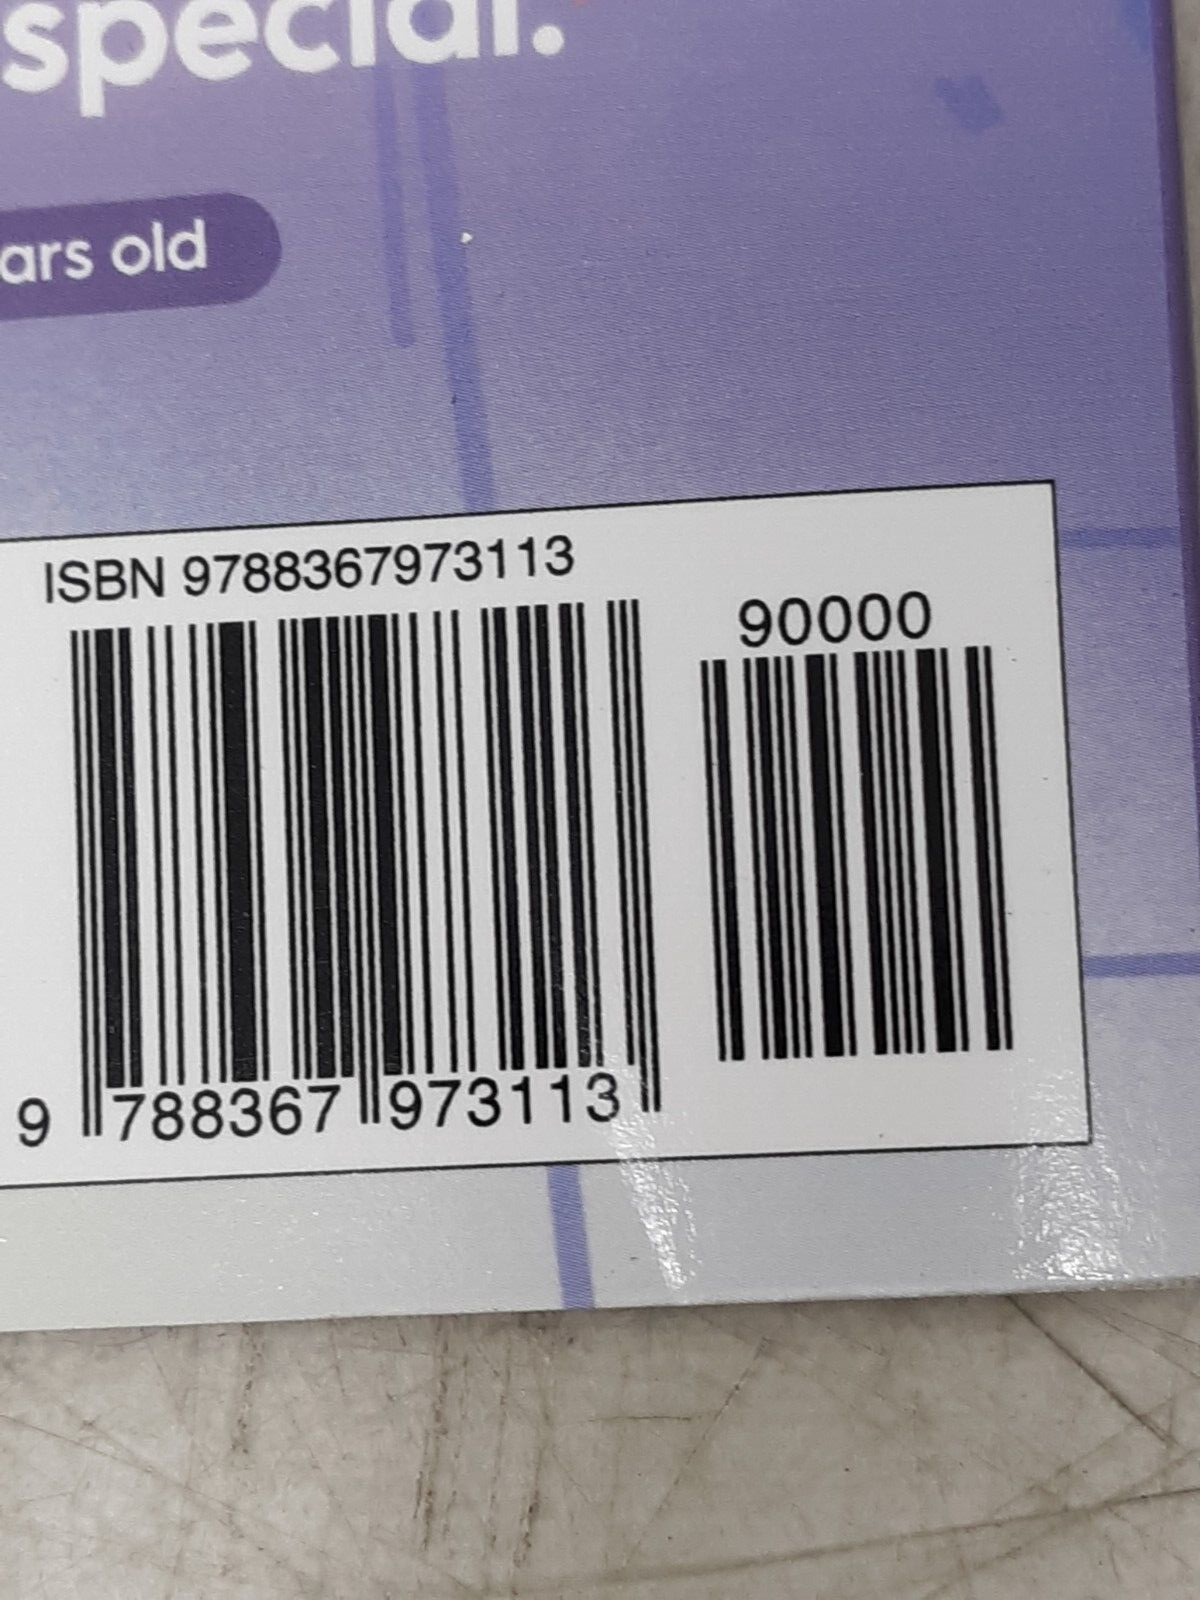 special.
ars old
ISBN 9788367973113
90000
9 788367 973113